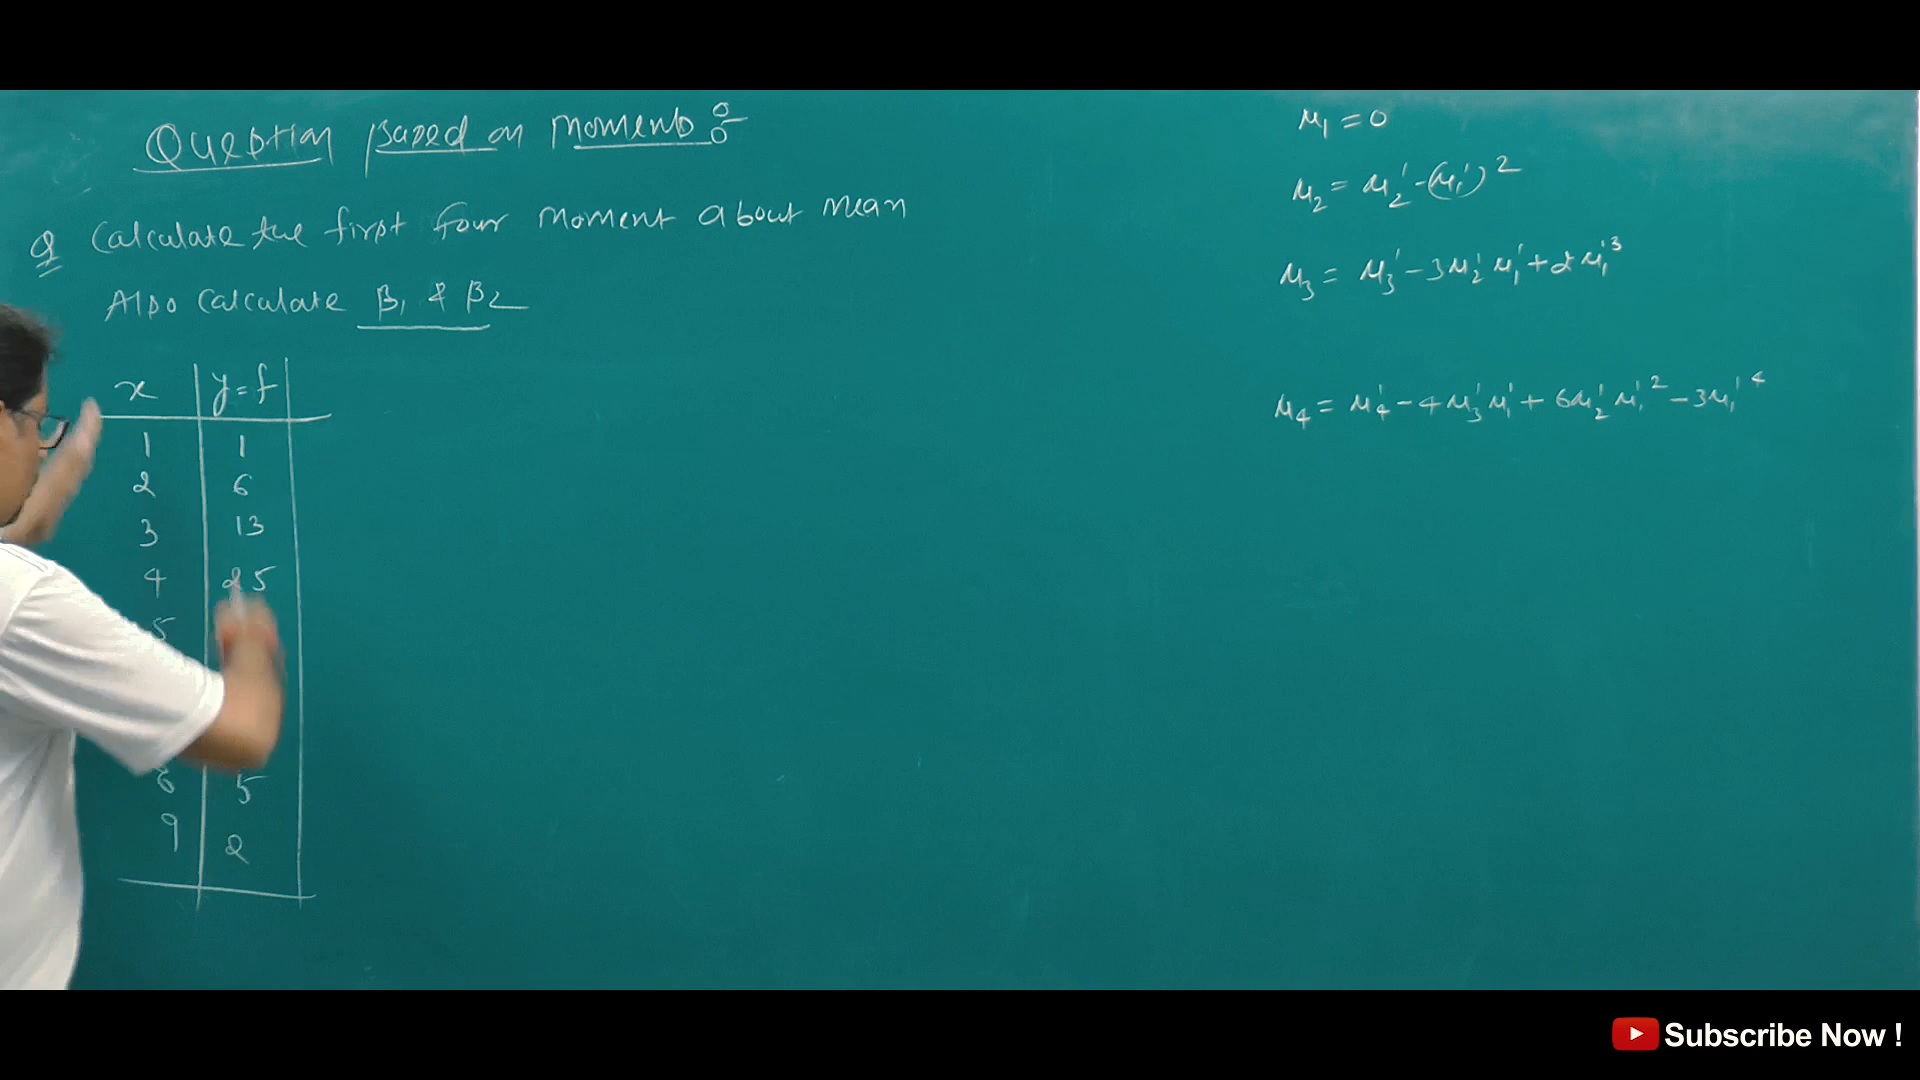 Question Based on Moments :-
Q Calculate the first four Moment about Mean
Also Calculate β₁ & β₂
x | y=f
1 | 1
2 | 6
3 | 13
4 | 25
5
8 | 5
9 | 2
μ₁ = 0
μ₂ = μ₂' - (μ₁')²
μ₃ = μ₃' - 3μ₂'μ₁' + 2μ₁'³
μ₄ = μ₄' - 4μ₃'μ₁' + 6μ₂'μ₁'² - 3μ₁'⁴
Subscribe Now !